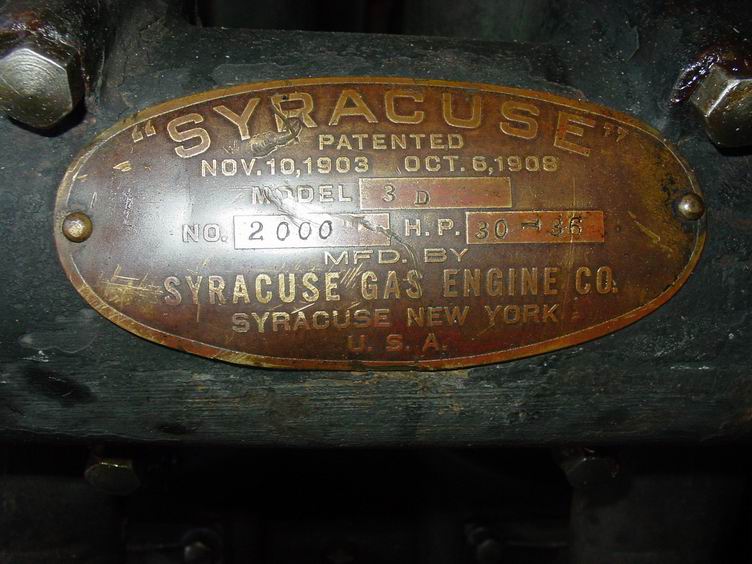 "SYRACUSE"
PATENTED
NOV. 10, 1903 OCT. 6, 1908
MODEL 3 D
NO. 2000 H.P. 30-36
MFD. BY
SYRACUSE GAS ENGINE CO.
SYRACUSE NEW YORK
U. S. A.